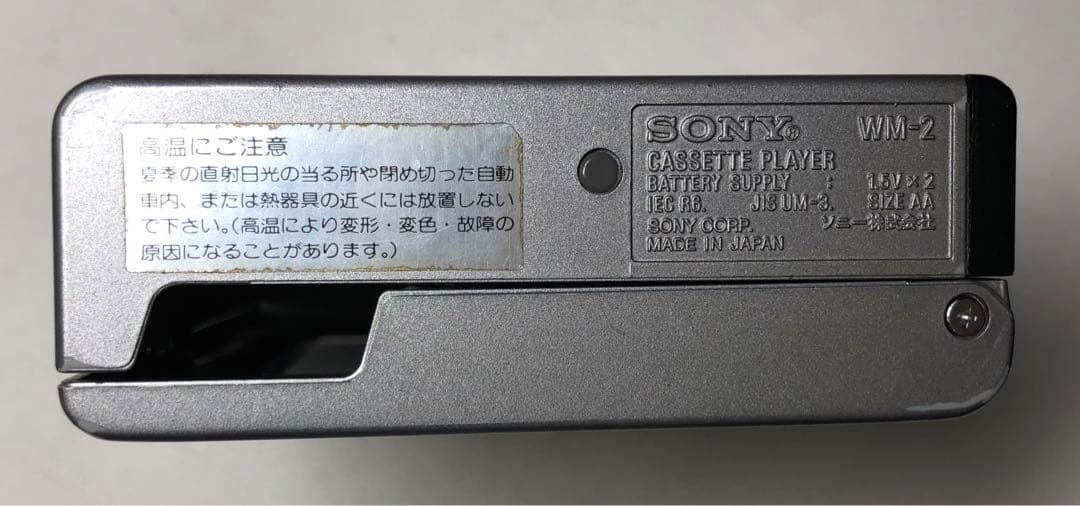 高温にご注意
夏季の直射日光の当る所や閉め切った自動
車内、または熱器具の近くには放置しない
で下さい。(高温により変形・変色・故障の
原因になることがあります。)
SONY® WM-2
CASSETTE PLAYER
BATTERY SUPPLY : 1.5V × 2
IEC R6. JIS UM-3. SIZE AA
SONY CORP. ソニー株式会社
MADE IN JAPAN